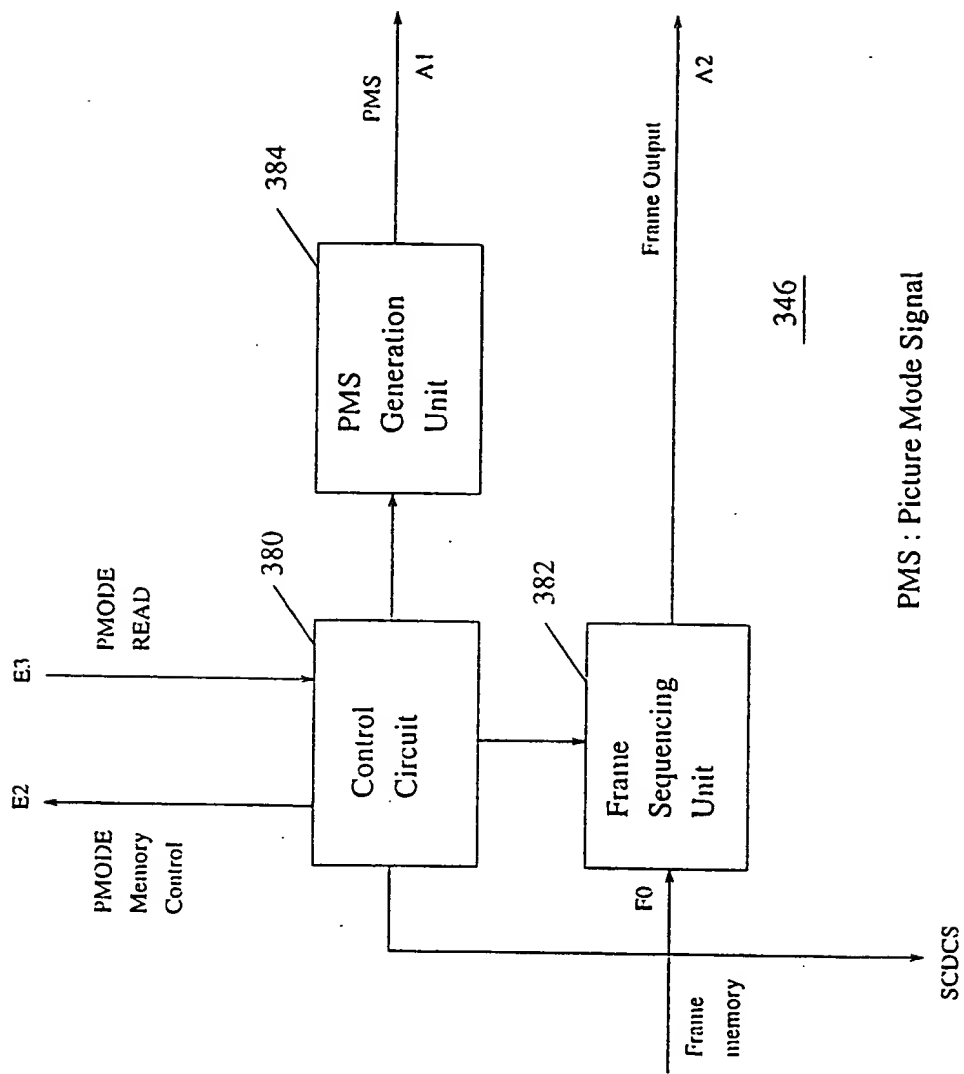 E2
E3
PMODE
Memory
Control
PMODE
READ
380
Control
Circuit
384
PMS
Generation
Unit
PMS
A1
382
Frame
Sequencing
Unit
F0
Frame
memory
SCDCS
Frame Output
A2
346
PMS : Picture Mode Signal